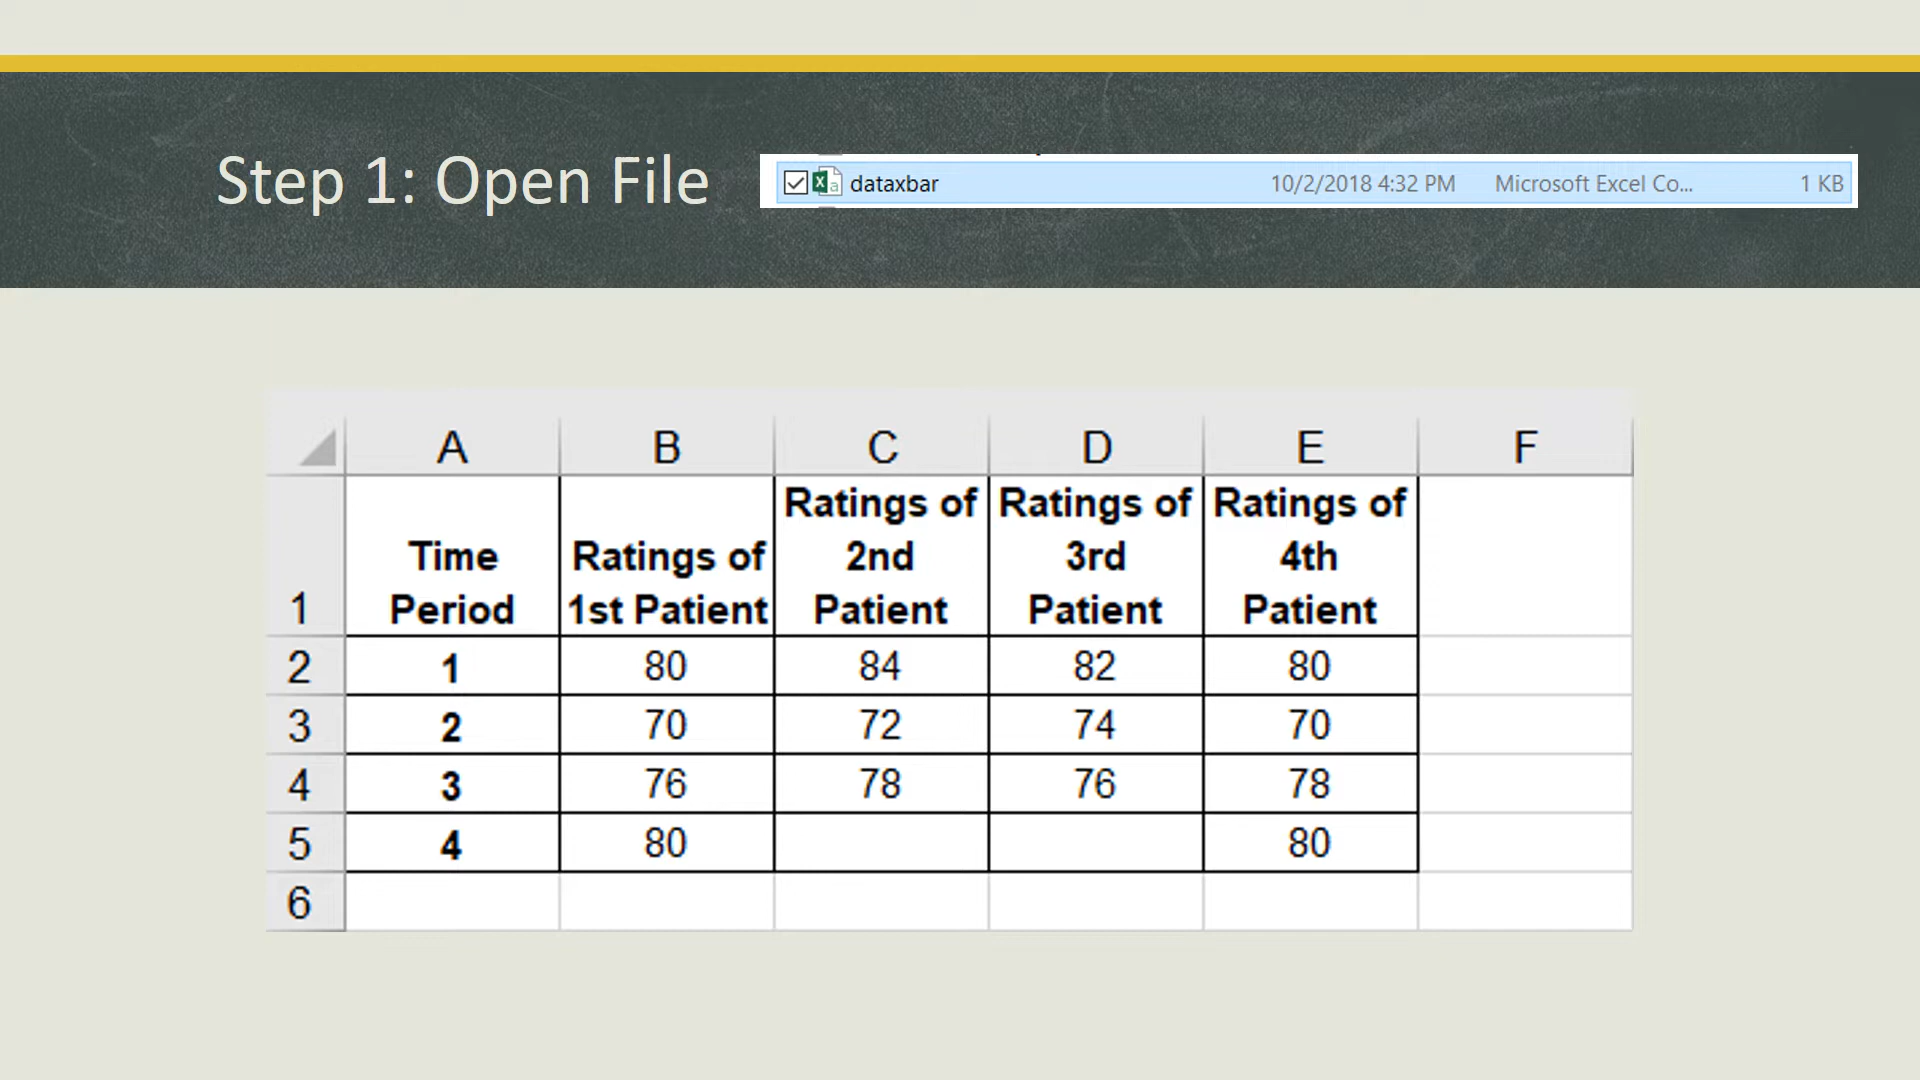 Step 1: Open File
dataxbar 10/2/2018 4:32 PM Microsoft Excel Co... 1 KB
A B C D E F
1 Time Period Ratings of 1st Patient Ratings of 2nd Patient Ratings of 3rd Patient Ratings of 4th Patient
2 1 80 84 82 80
3 2 70 72 74 70
4 3 76 78 76 78
5 4 80 80
6